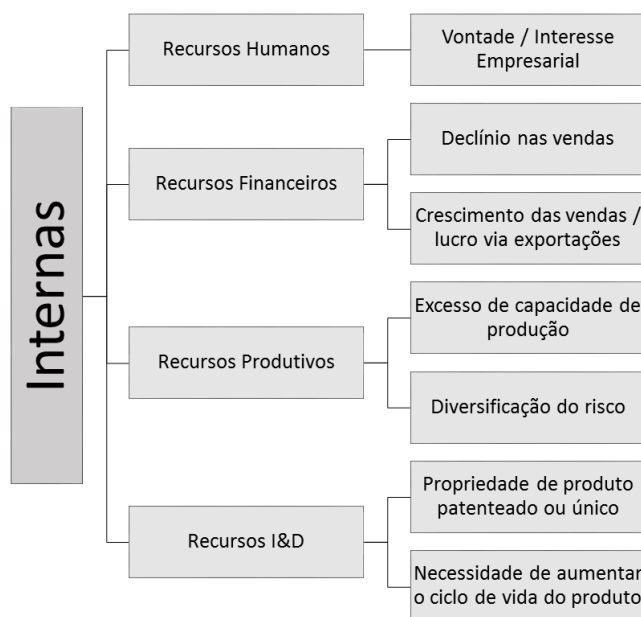 Internas
Recursos Humanos
Vontade / Interesse
Empresarial
Recursos Financeiros
Declínio nas vendas
Crescimento das vendas /
lucro via exportações
Recursos Produtivos
Excesso de capacidade de
produção
Diversificação do risco
Recursos I&D
Propriedade de produto
patenteado ou único
Necessidade de aumentar
o ciclo de vida do produto